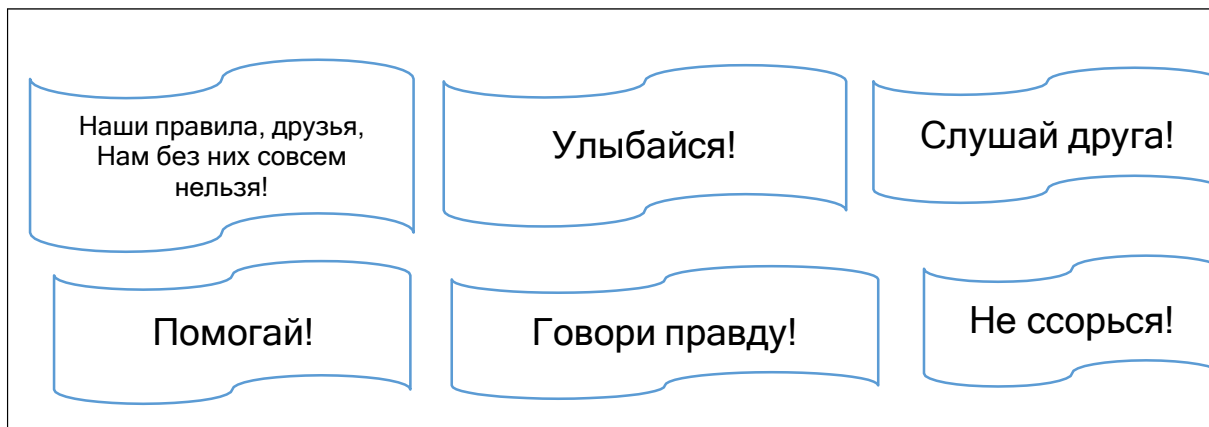 Наши правила, друзья,
Нам без них совсем
нельзя!
Улыбайся!
Слушай друга!
Помогай!
Говори правду!
Не ссорься!